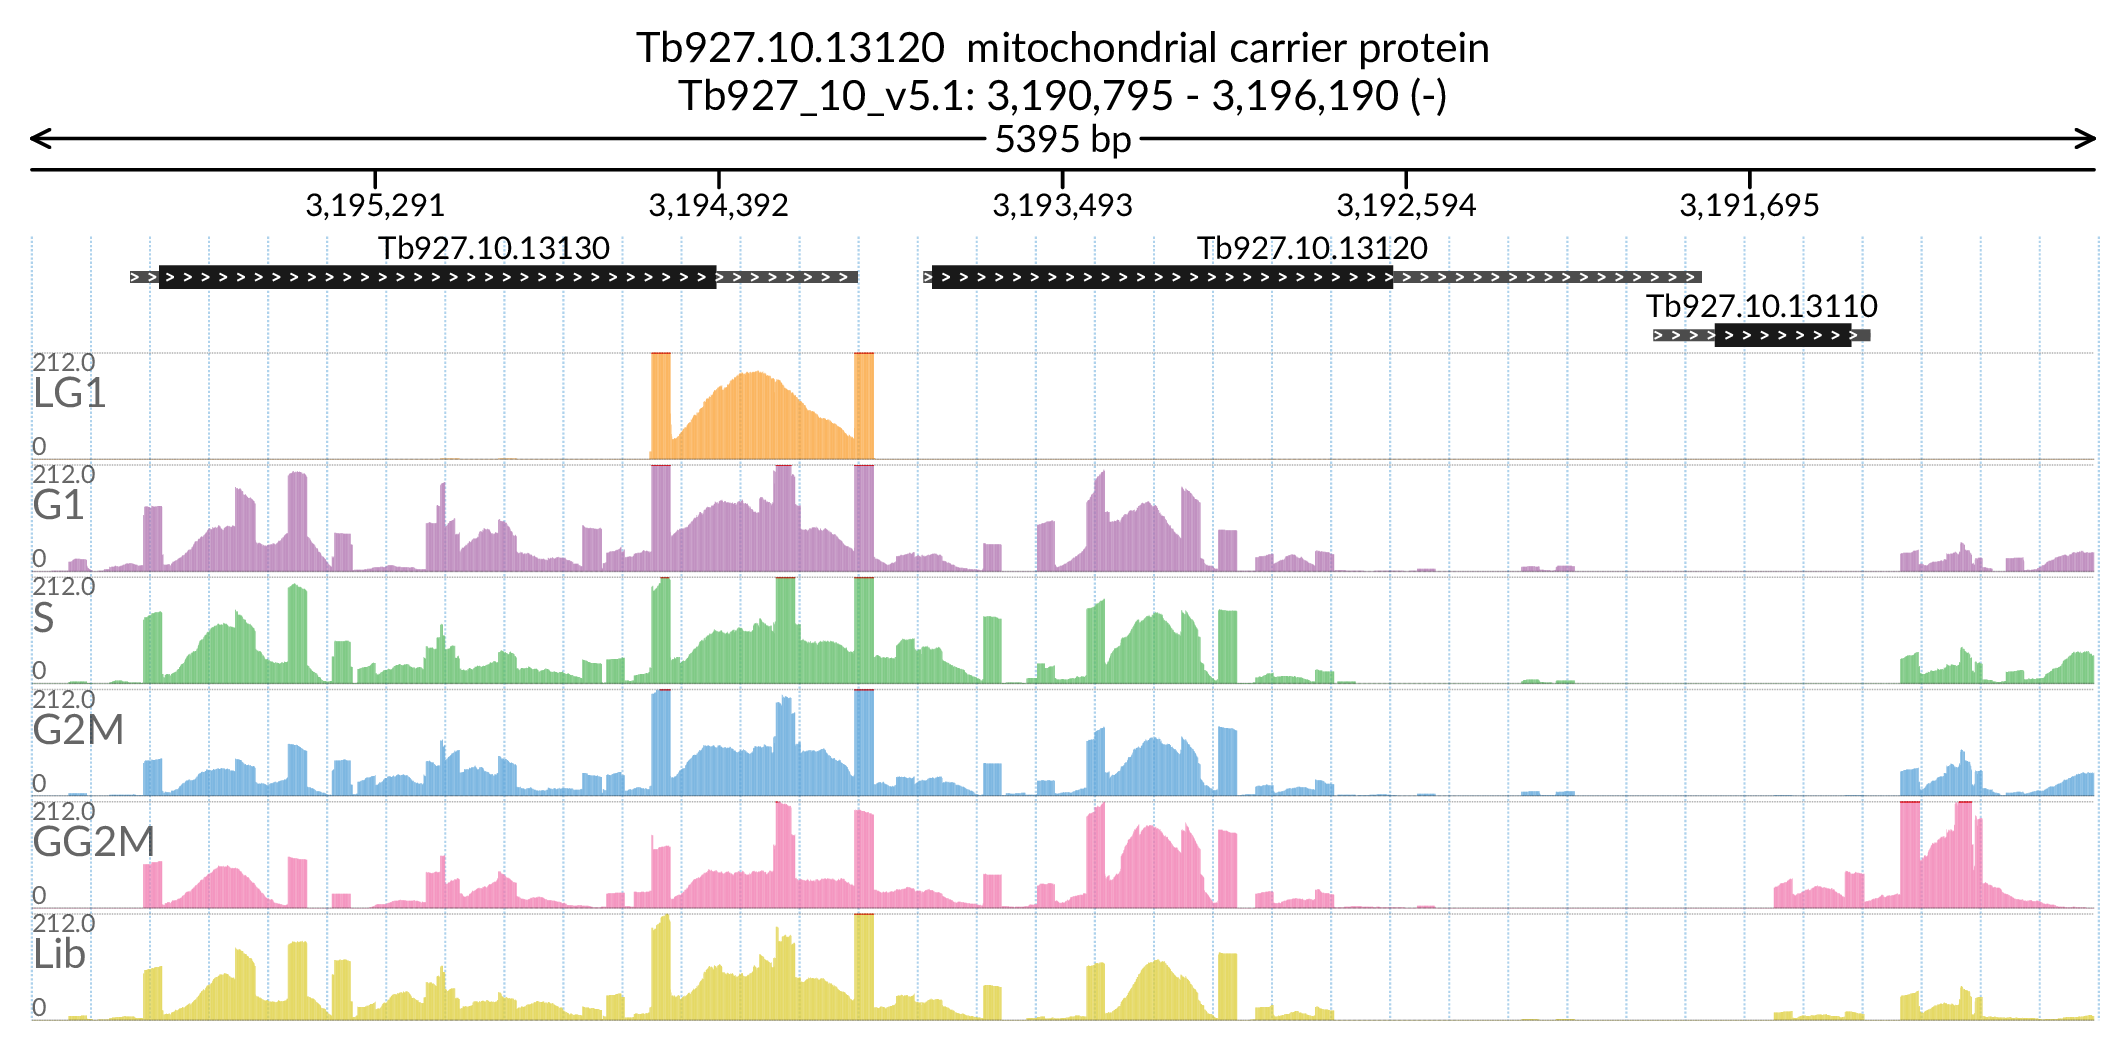 Tb927.10.13120  mitochondrial carrier protein
Tb927_10_v5.1: 3,190,795 - 3,196,190 (-)
5395 bp
3,195,291 3,194,392 3,193,493 3,192,594 3,191,695
Tb927.10.13130 Tb927.10.13120
Tb927.10.13110
212.0
LG1
0
212.0
G1
0
212.0
S
0
212.0
G2M
0
212.0
GG2M
0
212.0
Lib
0